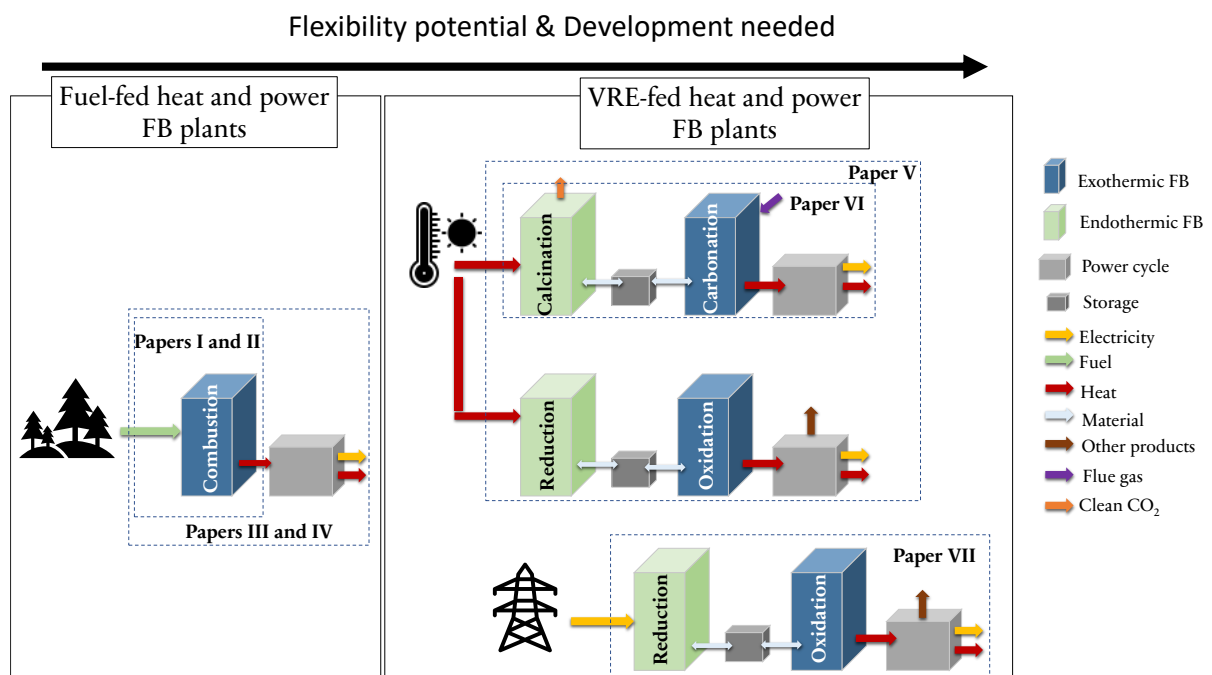 Flexibility potential & Development needed
Fuel-fed heat and power
FB plants
VRE-fed heat and power
FB plants
Paper V
Paper VI
Calcination
Carbonation
Papers I and II
Combustion
Papers III and IV
Reduction
Oxidation
Paper VII
Reduction
Oxidation
Exothermic FB
Endothermic FB
Power cycle
Storage
Electricity
Fuel
Heat
Material
Other products
Flue gas
Clean CO₂